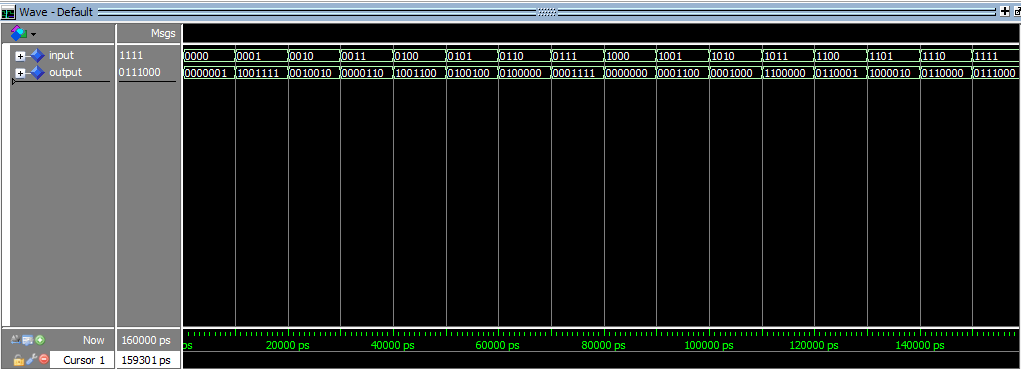 Wave - Default
Msgs
input 1111 0000 0001 0010 0011 0100 0101 0110 0111 1000 1001 1010 1011 1100 1101 1110 1111
output 0111000 0000001 1001111 0010010 0000110 1001100 0100100 0100000 0001111 0000000 0001100 0001000 1100000 0110001 1000010 0110000 0111000
Now 160000 ps ps 20000 ps 40000 ps 60000 ps 80000 ps 100000 ps 120000 ps 140000 ps
Cursor 1 159301 ps